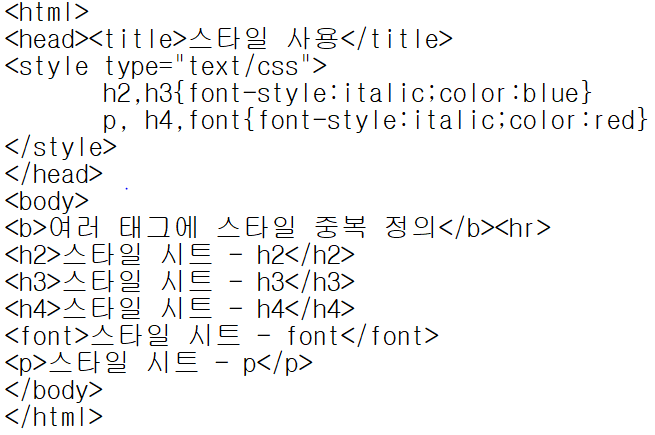 <html>
<head><title>스타일 사용</title>
<style type="text/css">
h2,h3{font-style:italic;color:blue}
p, h4,font{font-style:italic;color:red}
</style>
</head>
<body>
<b>여러 태그에 스타일 중복 정의</b><hr>
<h2>스타일 시트 - h2</h2>
<h3>스타일 시트 - h3</h3>
<h4>스타일 시트 - h4</h4>
<font>스타일 시트 - font</font>
<p>스타일 시트 - p</p>
</body>
</html>